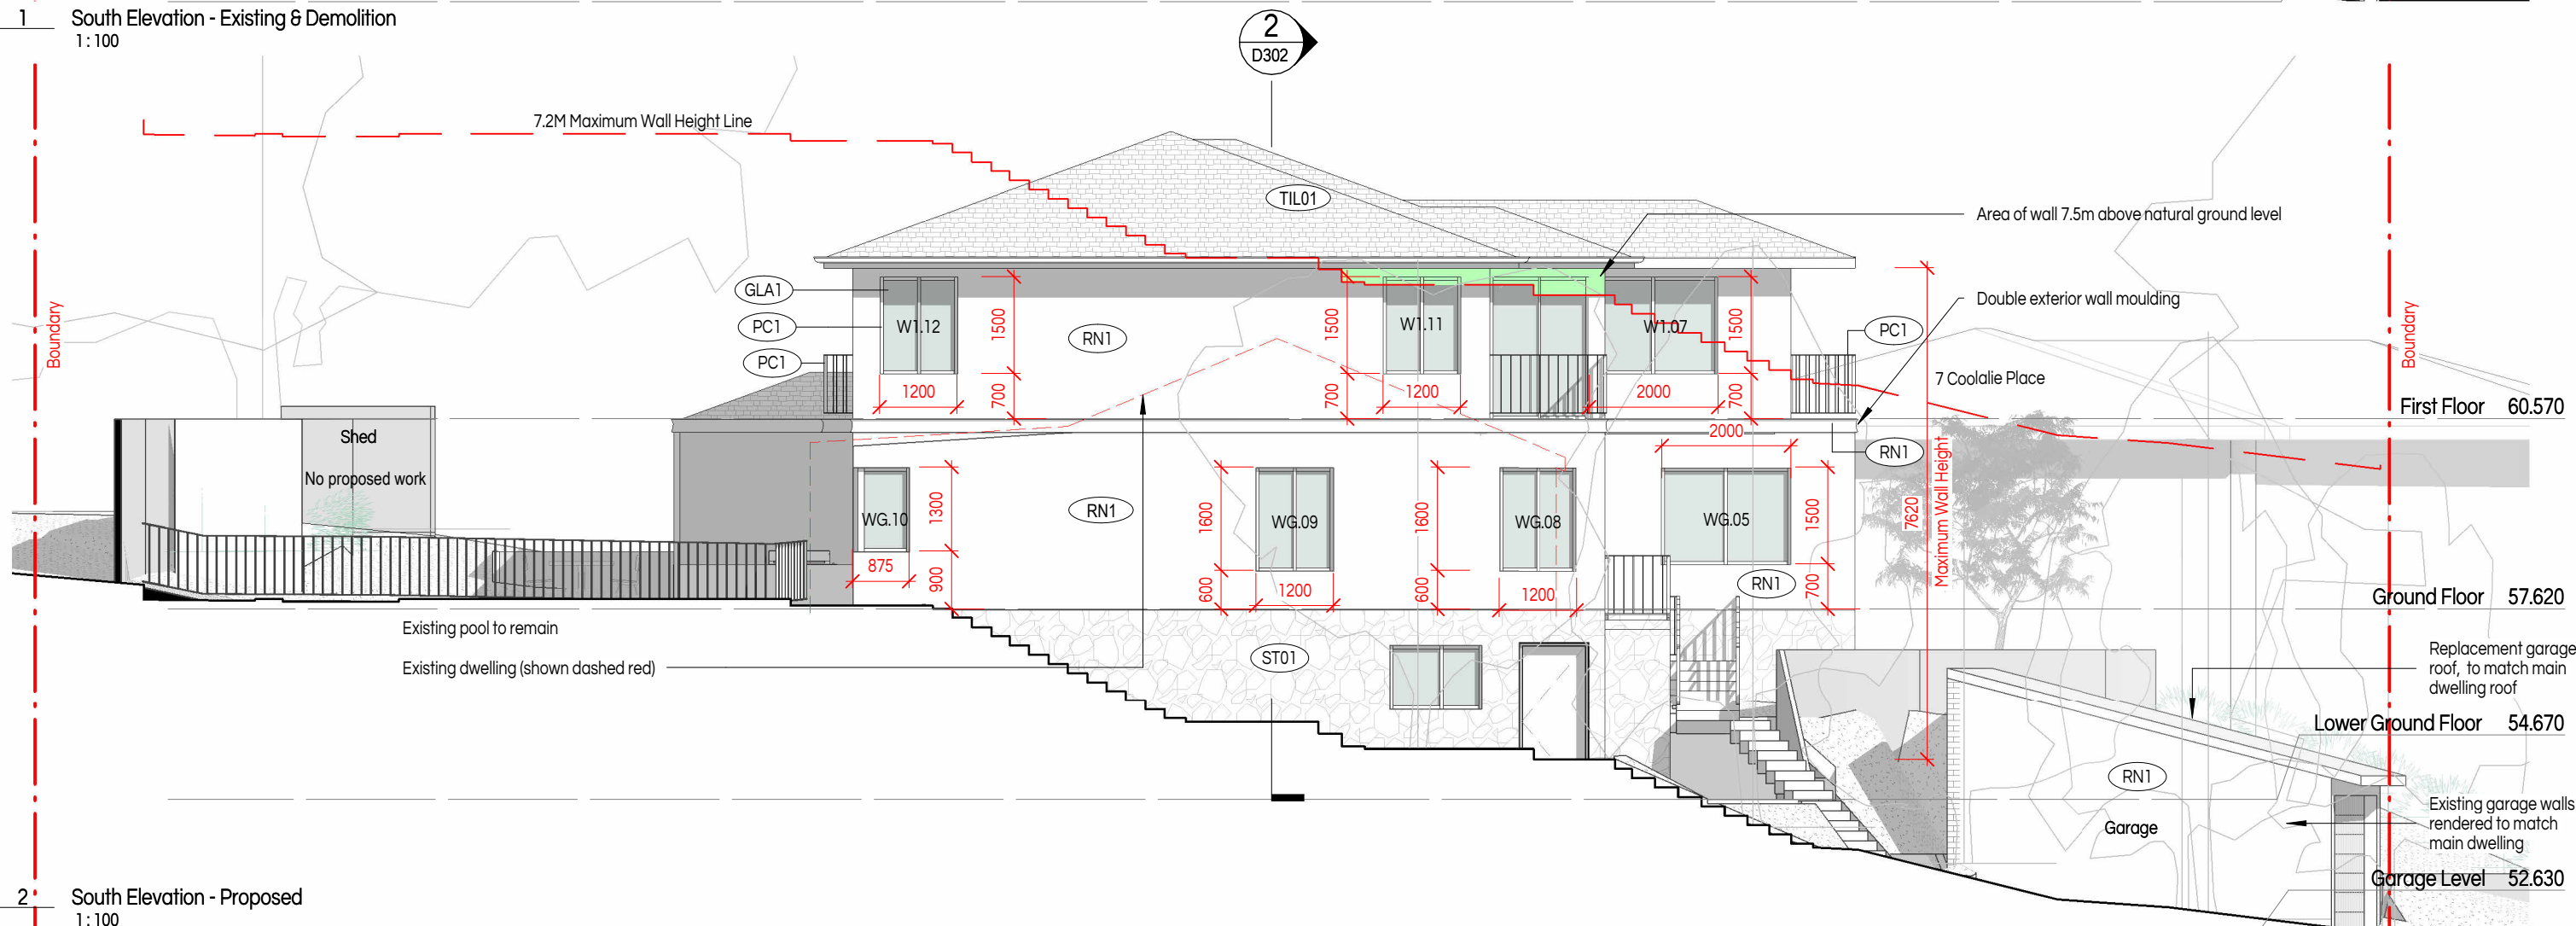 1 South Elevation - Existing & Demolition
1 : 100
2
D302
7.2M Maximum Wall Height Line
TIL01
Area of wall 7.5m above natural ground level
GLA1
PC1
PC1
W1.12
RN1
1500
1500
W1.11
W1.07
1500
Double exterior wall moulding
PC1
Boundary
Boundary
1200
700
700
1200
2000
700
7 Coolalie Place
First Floor 60.570
2000
RN1
Shed
No proposed work
WG.10
1300
875
900
RN1
1600
WG.09
600
1200
1600
WG.08
600
1200
WG.05
1500
RN1
700
7620
Maximum Wall Height
Ground Floor 57.620
Existing pool to remain
Existing dwelling (shown dashed red)
ST01
Replacement garage
roof, to match main
dwelling roof
Lower Ground Floor 54.670
RN1
Garage
Existing garage walls
rendered to match
main dwelling
Garage Level 52.630
2 South Elevation - Proposed
1 : 100